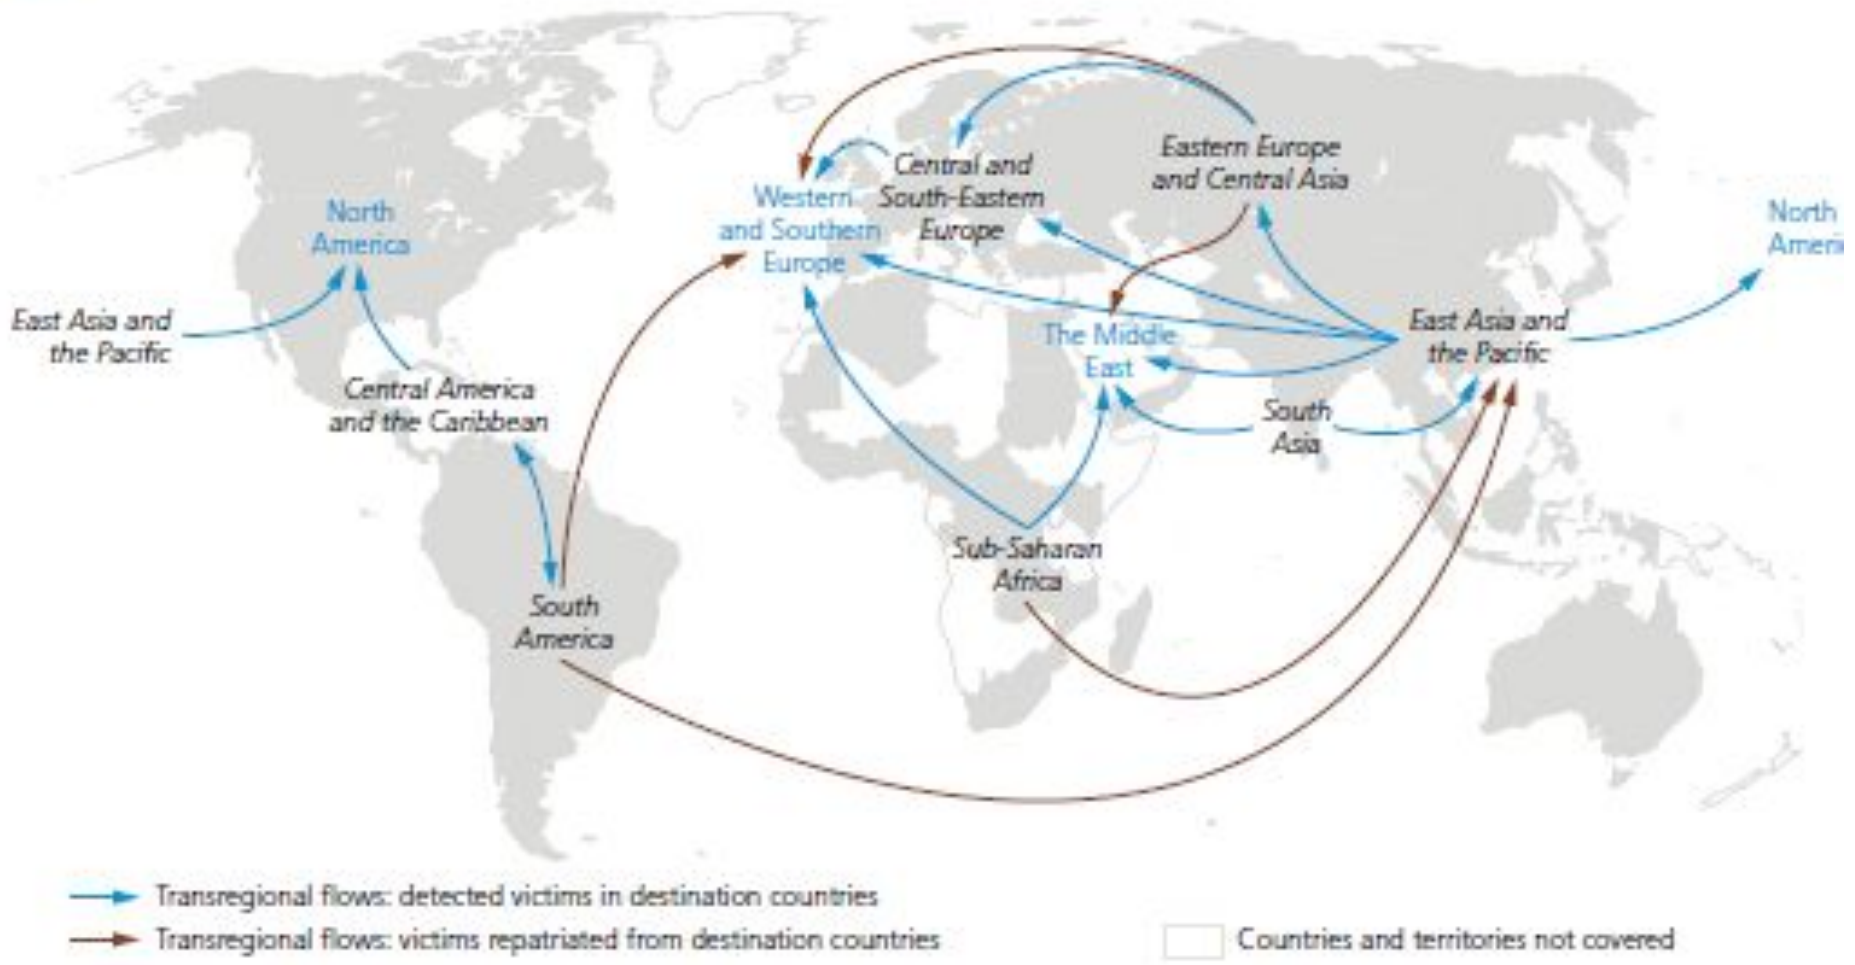 North
America
East Asia and
the Pacific
Central America
and the Caribbean
South
America
Western
and Southern
Europe
Central and
South-Eastern
Europe
Eastern Europe
and Central Asia
The Middle
East
South
Asia
Sub-Saharan
Africa
East Asia and
the Pacific
North
Ameri
Transregional flows: detected victims in destination countries
Transregional flows: victims repatriated from destination countries
Countries and territories not covered